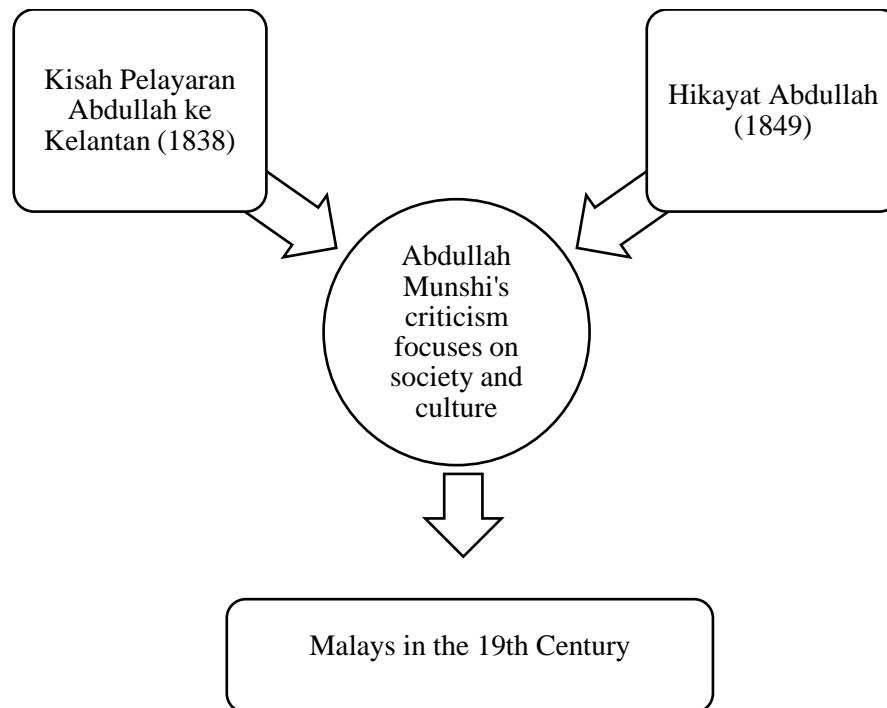 Kisah Pelayaran
Abdullah ke
Kelantan (1838)
Hikayat Abdullah
(1849)
Abdullah
Munshi's
criticism
focuses on
society and
culture
Malays in the 19th Century